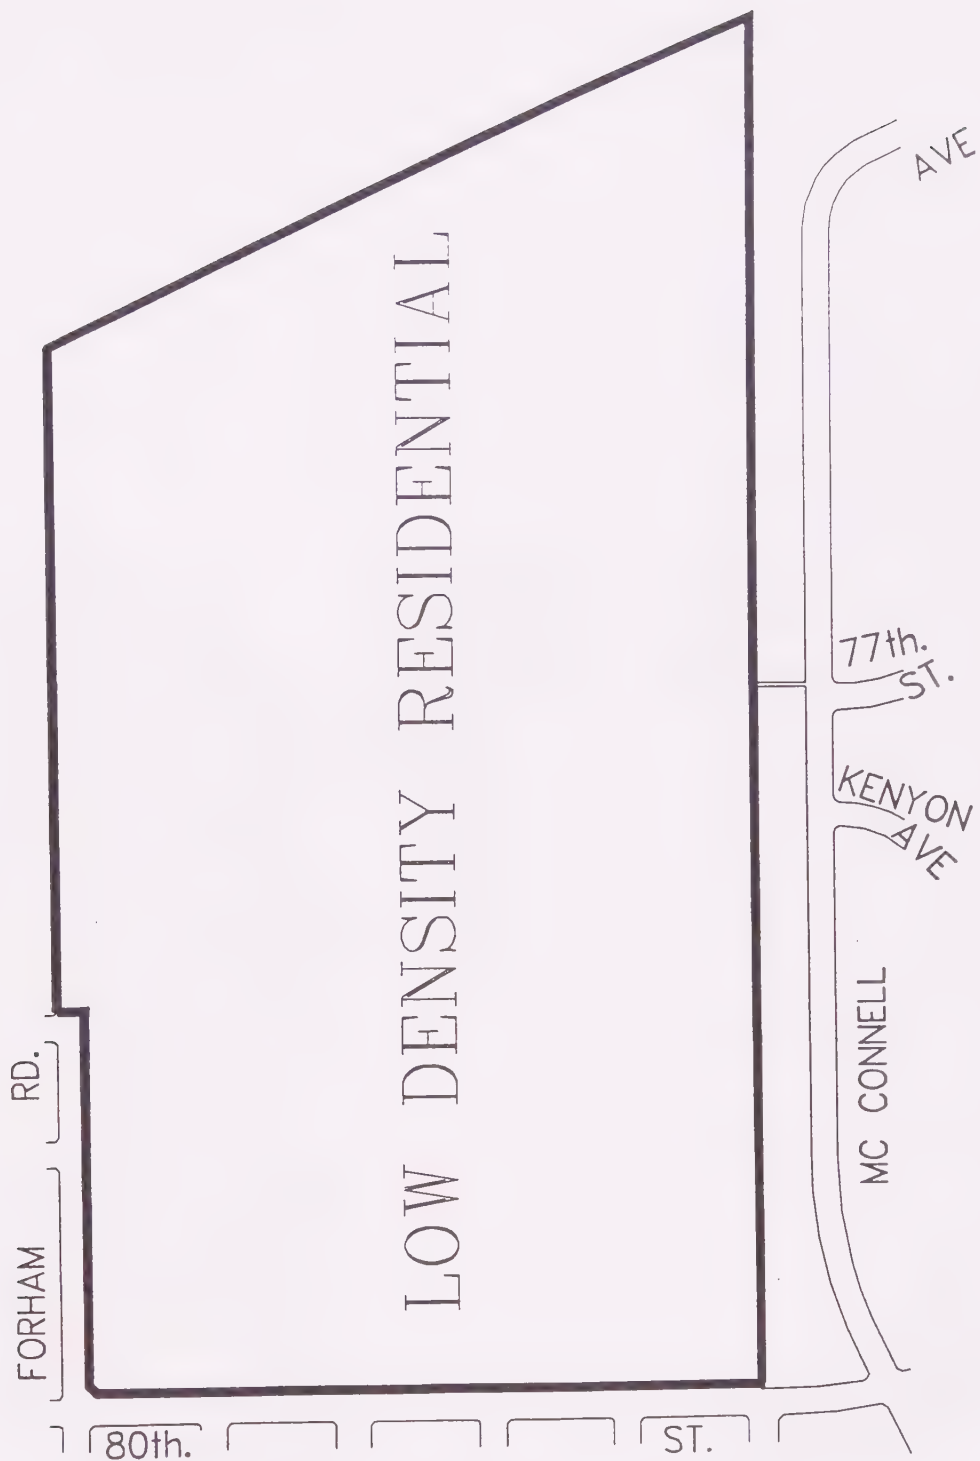 AVE
LOW DENSITY RESIDENTIAL
77th.
ST.
KENYON
AVE
MC CONNELL
FORHAM RD.
80th. ST.